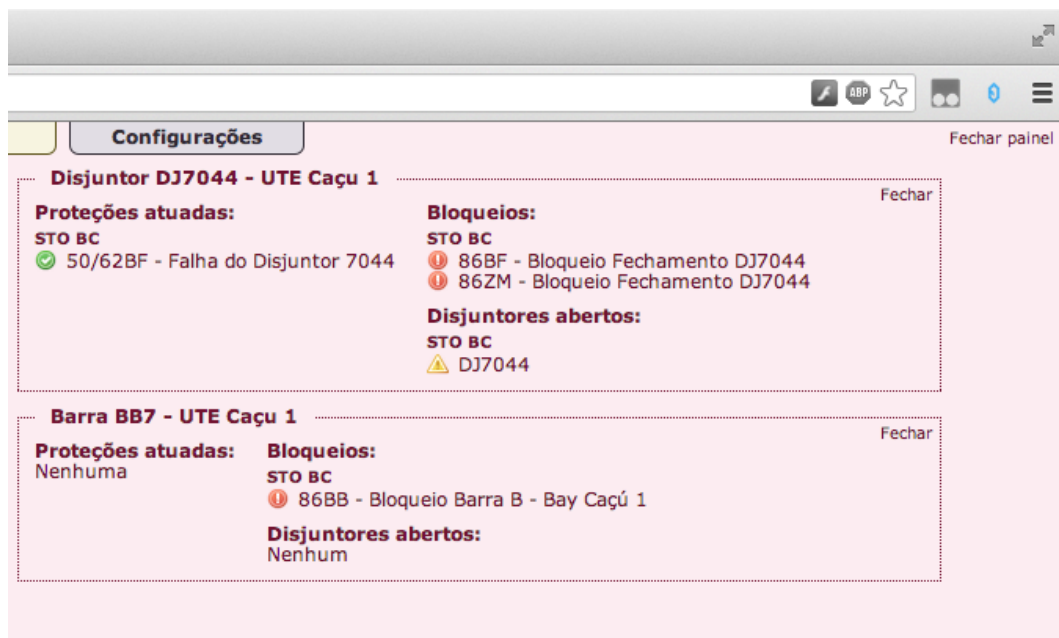 ABP
Configurações
Fechar painel
Disjuntor DJ7044 - UTE Caçu 1
Fechar
Proteções atuadas:
STO BC
50/62BF - Falha do Disjuntor 7044
Bloqueios:
STO BC
86BF - Bloqueio Fechamento DJ7044
86ZM - Bloqueio Fechamento DJ7044
Disjuntores abertos:
STO BC
DJ7044
Barra BB7 - UTE Caçu 1
Fechar
Proteções atuadas:
Nenhuma
Bloqueios:
STO BC
86BB - Bloqueio Barra B - Bay Caçú 1
Disjuntores abertos:
Nenhum